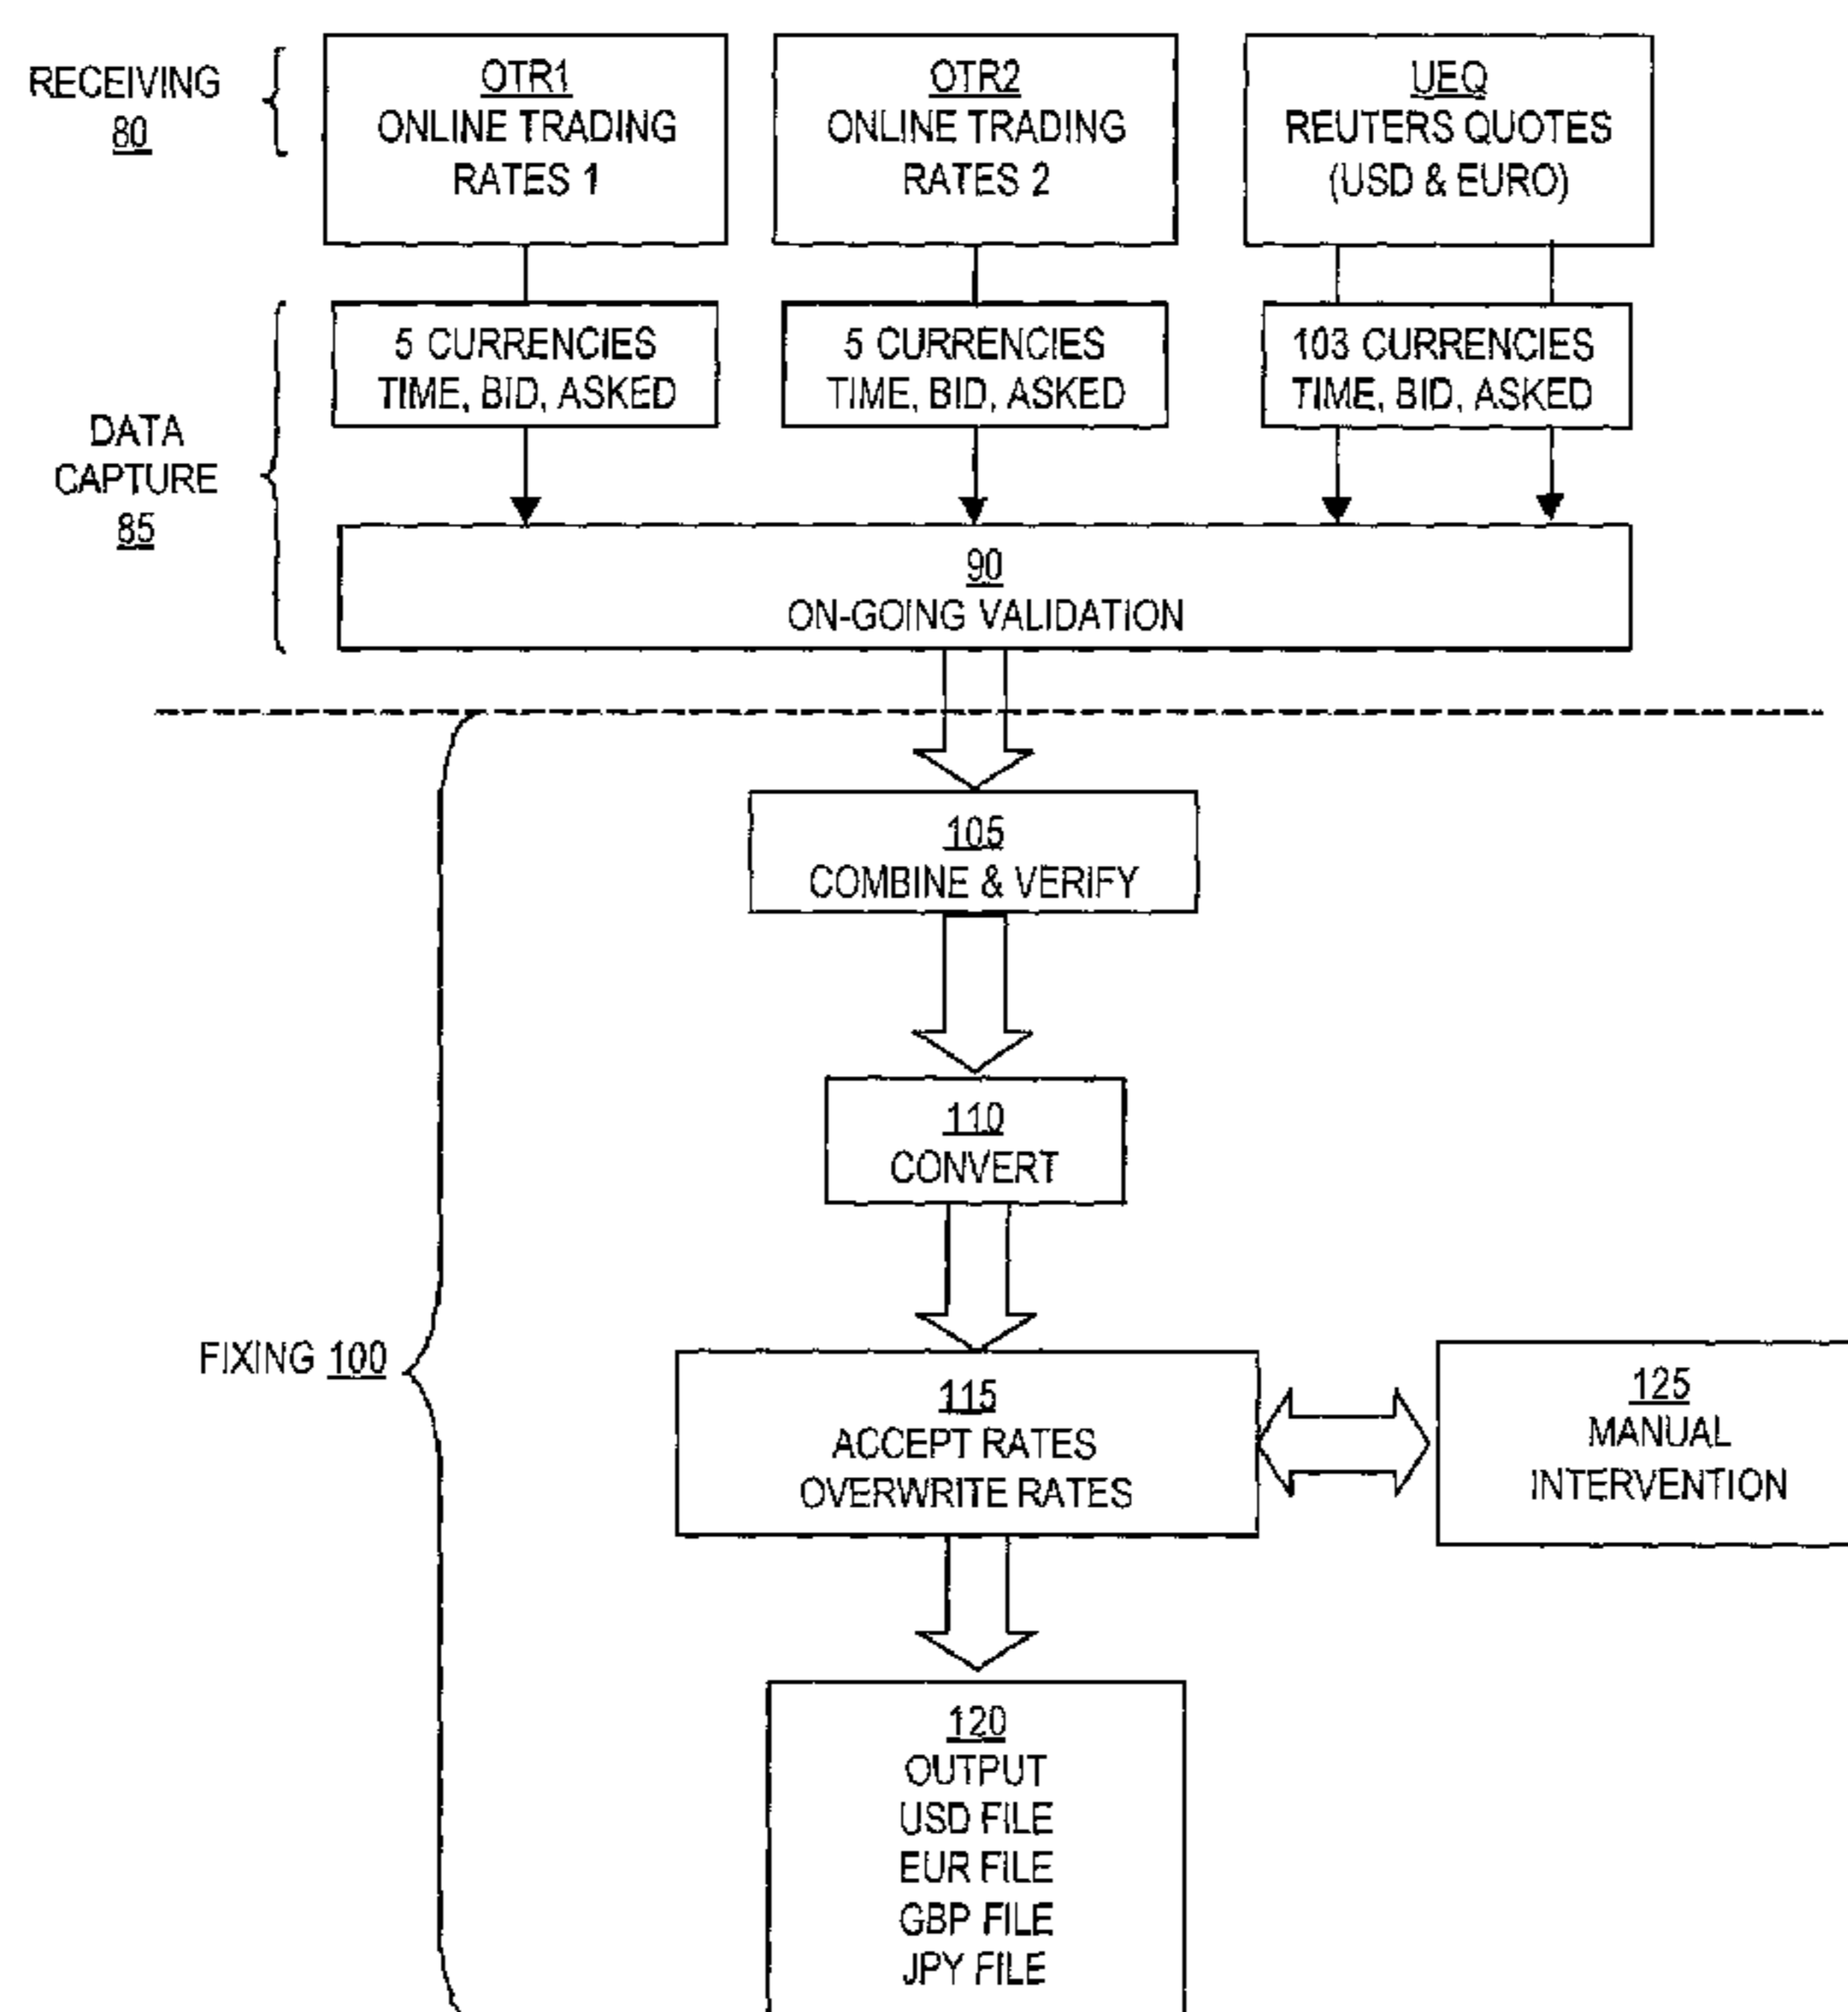 RECEIVING
80
OTR1
ONLINE TRADING
RATES 1
OTR2
ONLINE TRADING
RATES 2
UEQ
REUTERS QUOTES
(USD & EURO)
DATA
CAPTURE
85
5 CURRENCIES
TIME, BID, ASKED
5 CURRENCIES
TIME, BID, ASKED
103 CURRENCIES
TIME, BID, ASKED
90
ON-GOING VALIDATION
FIXING 100
105
COMBINE & VERIFY
110
CONVERT
115
ACCEPT RATES
OVERWRITE RATES
125
MANUAL
INTERVENTION
120
OUTPUT
USD FILE
EUR FILE
GBP FILE
JPY FILE